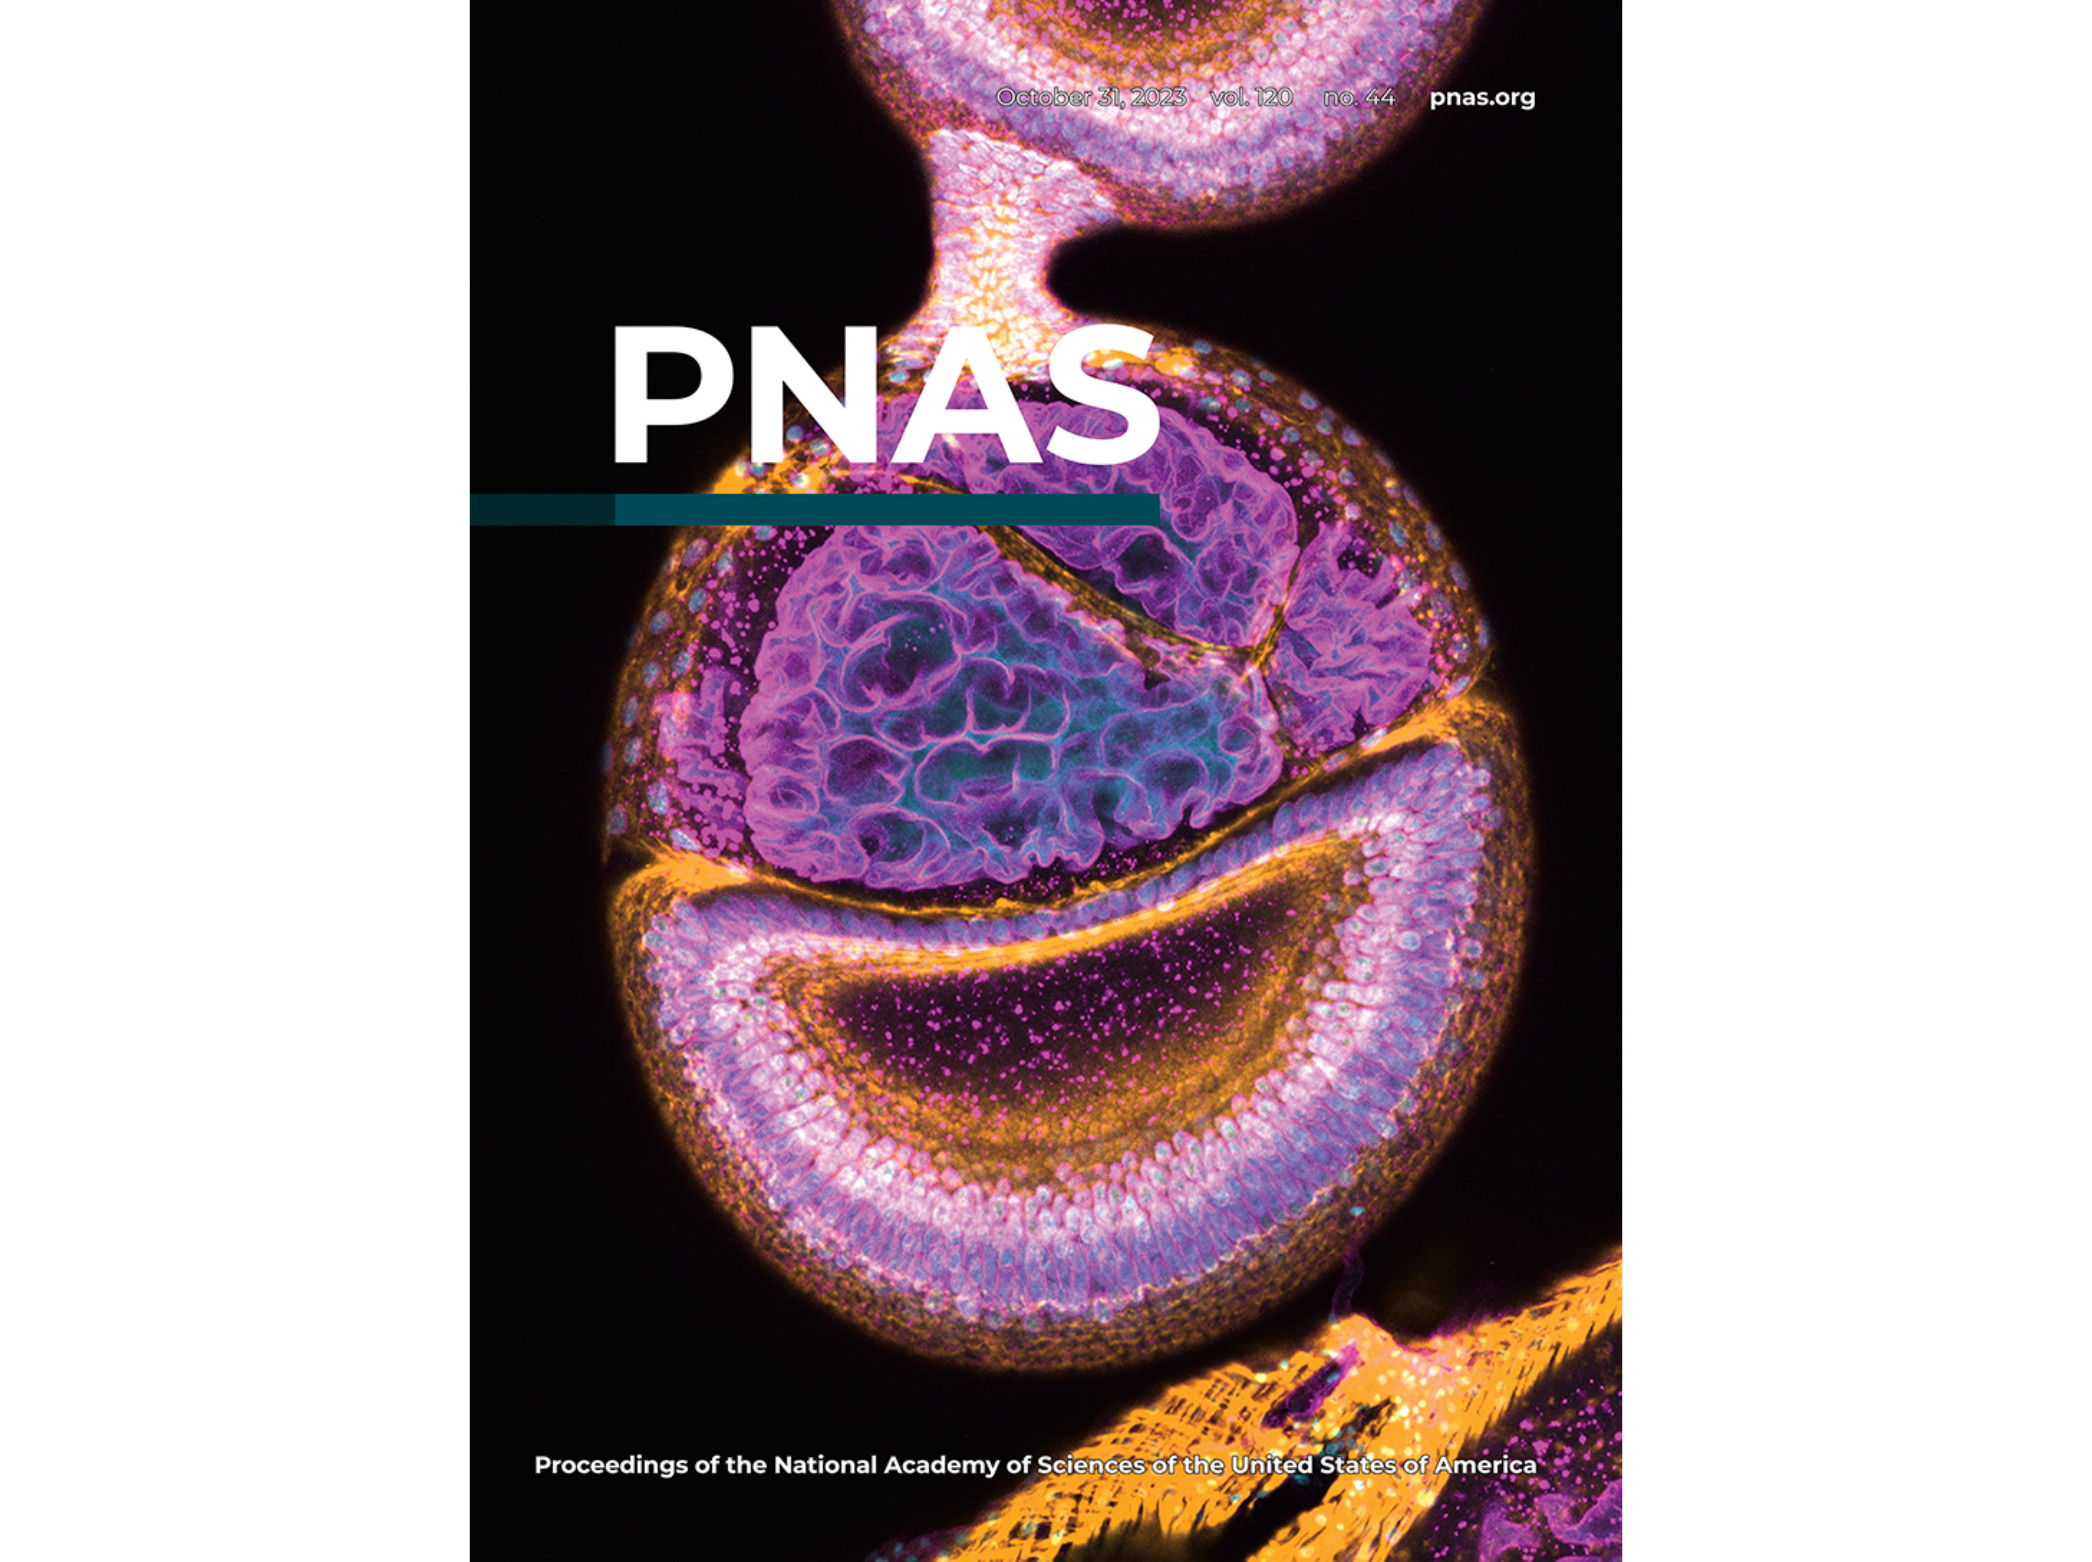 October 31, 2023 vol. 120 no. 44 pnas.org
PNAS
Proceedings of the National Academy of Sciences of the United States of America